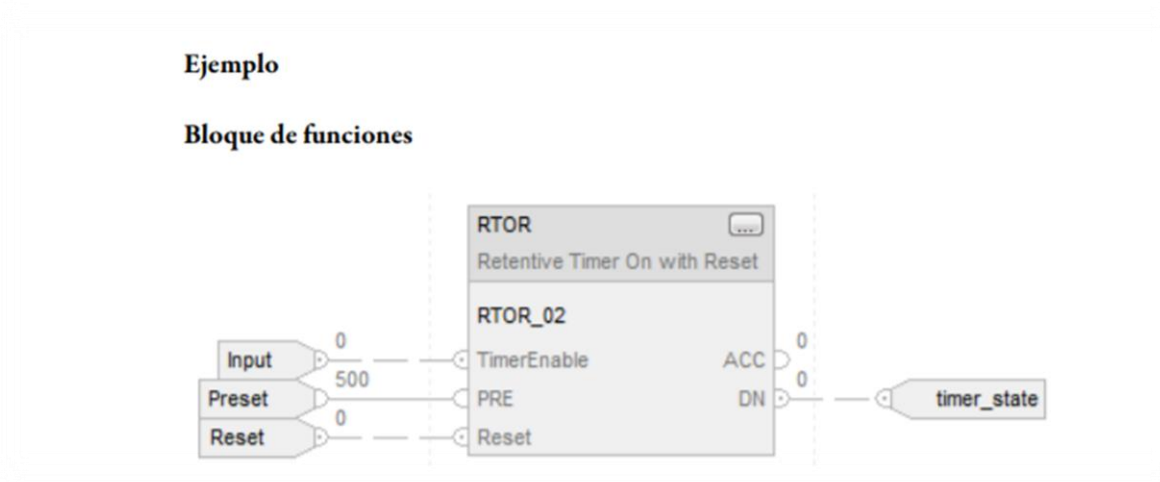 Ejemplo
Bloque de funciones
RTOR ...
Retentive Timer On with Reset
RTOR_02
Input 0 TimerEnable ACC 0
Preset 500 PRE DN 0 timer_state
Reset 0 Reset